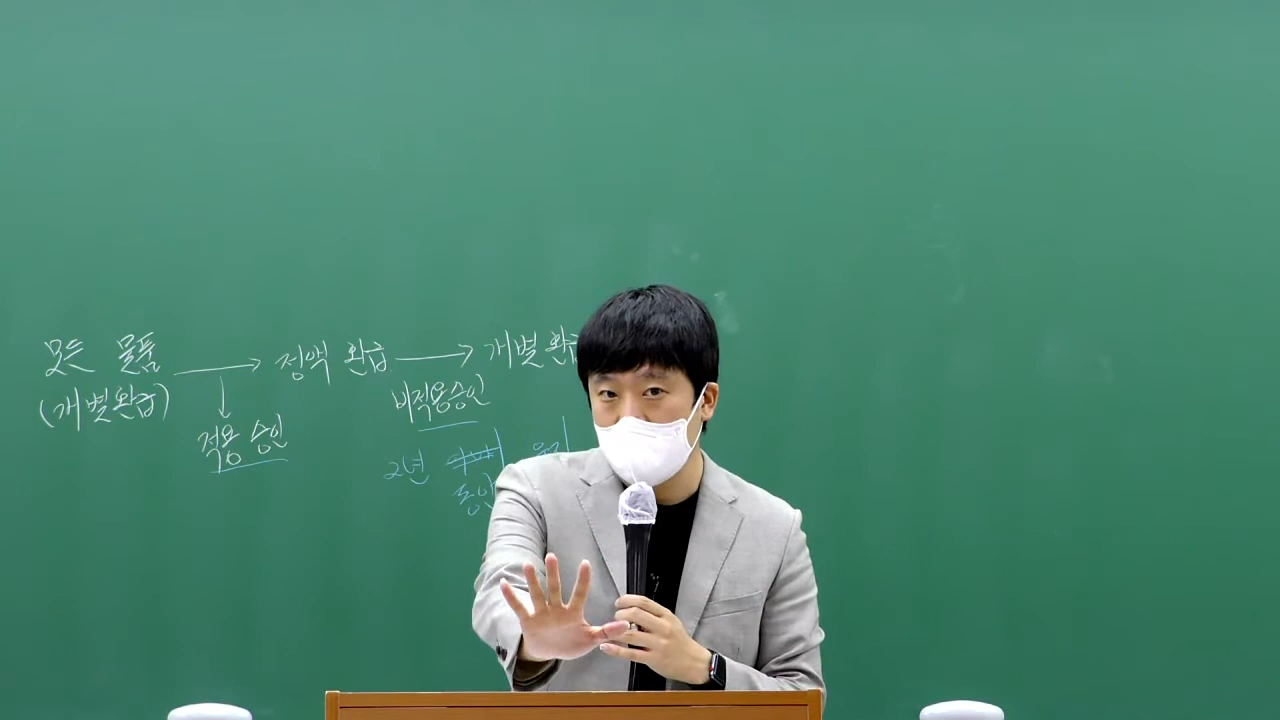 모든 물품 → 정액 환급 → 개별환급
(개별환급)
적용 승인
비적용승인
2년